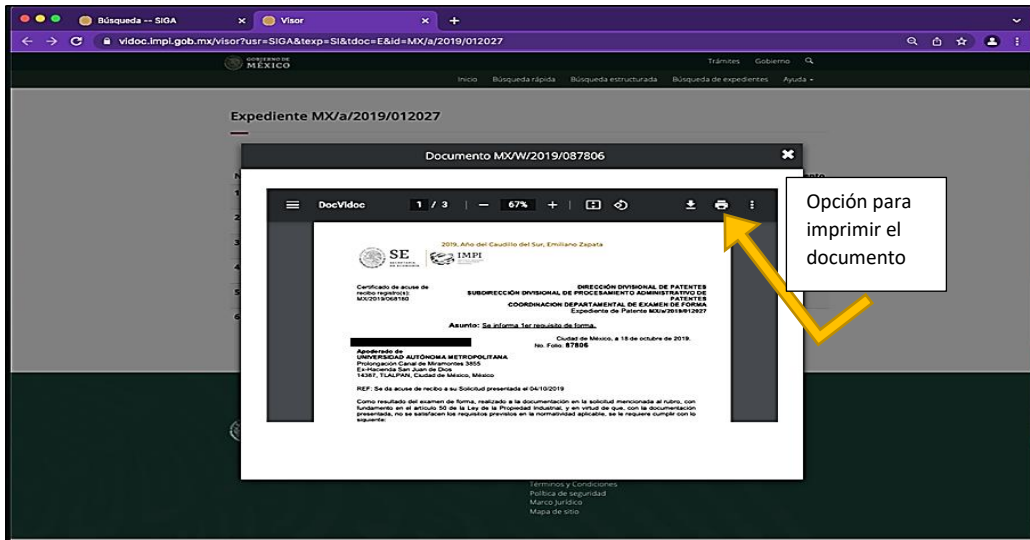 Búsqueda -- SIGA
Visor
vidoc.impi.gob.mx/visor?usr=SIGA&texp=SI&tdoc=E&id=MX/a/2019/012027
GOBIERNO DE
MÉXICO
Trámites Gobierno
Inicio Búsqueda rápida Búsqueda estructurada Búsqueda de expedientes Ayuda
Expediente MX/a/2019/012027
Documento MX/W/2019/087806
DocVidoc 1 / 3 | − 67% + |
Opción para
imprimir el
documento
2019, Año del Caudillo del Sur, Emiliano Zapata
SE
IMPI
Certificado de acuse de
recibo registro(s):
MX/2019/068160
DIRECCIÓN DIVISIONAL DE PATENTES
SUBDIRECCIÓN DIVISIONAL DE PROCESAMIENTO ADMINISTRATIVO DE
PATENTES
COORDINACION DEPARTAMENTAL DE EXAMEN DE FORMA
Expediente de Patente MX/a/2019/012027
Asunto: Se informa 1er requisito de forma.
Ciudad de México, a 18 de octubre de 2019.
No. Folio: 87806
Apoderado de
UNIVERSIDAD AUTÓNOMA METROPOLITANA
Prolongación Canal de Miramontes 3855
Ex-Hacienda San Juan de Dios
14387, TLALPAN, Ciudad de México, México
REF: Se da acuse de recibo a su Solicitud presentada el 04/10/2019
Como resultado del examen de forma, realizado a la documentación en la solicitud mencionada al rubro, con
fundamento en el artículo 50 de la Ley de la Propiedad Industrial, y en virtud de que, con la documentación
presentada, no se satisfacen los requisitos previstos en la normatividad aplicable, se le requiere cumplir con lo
siguiente:
Términos y Condiciones
Política de seguridad
Marco Jurídico
Mapa de sitio